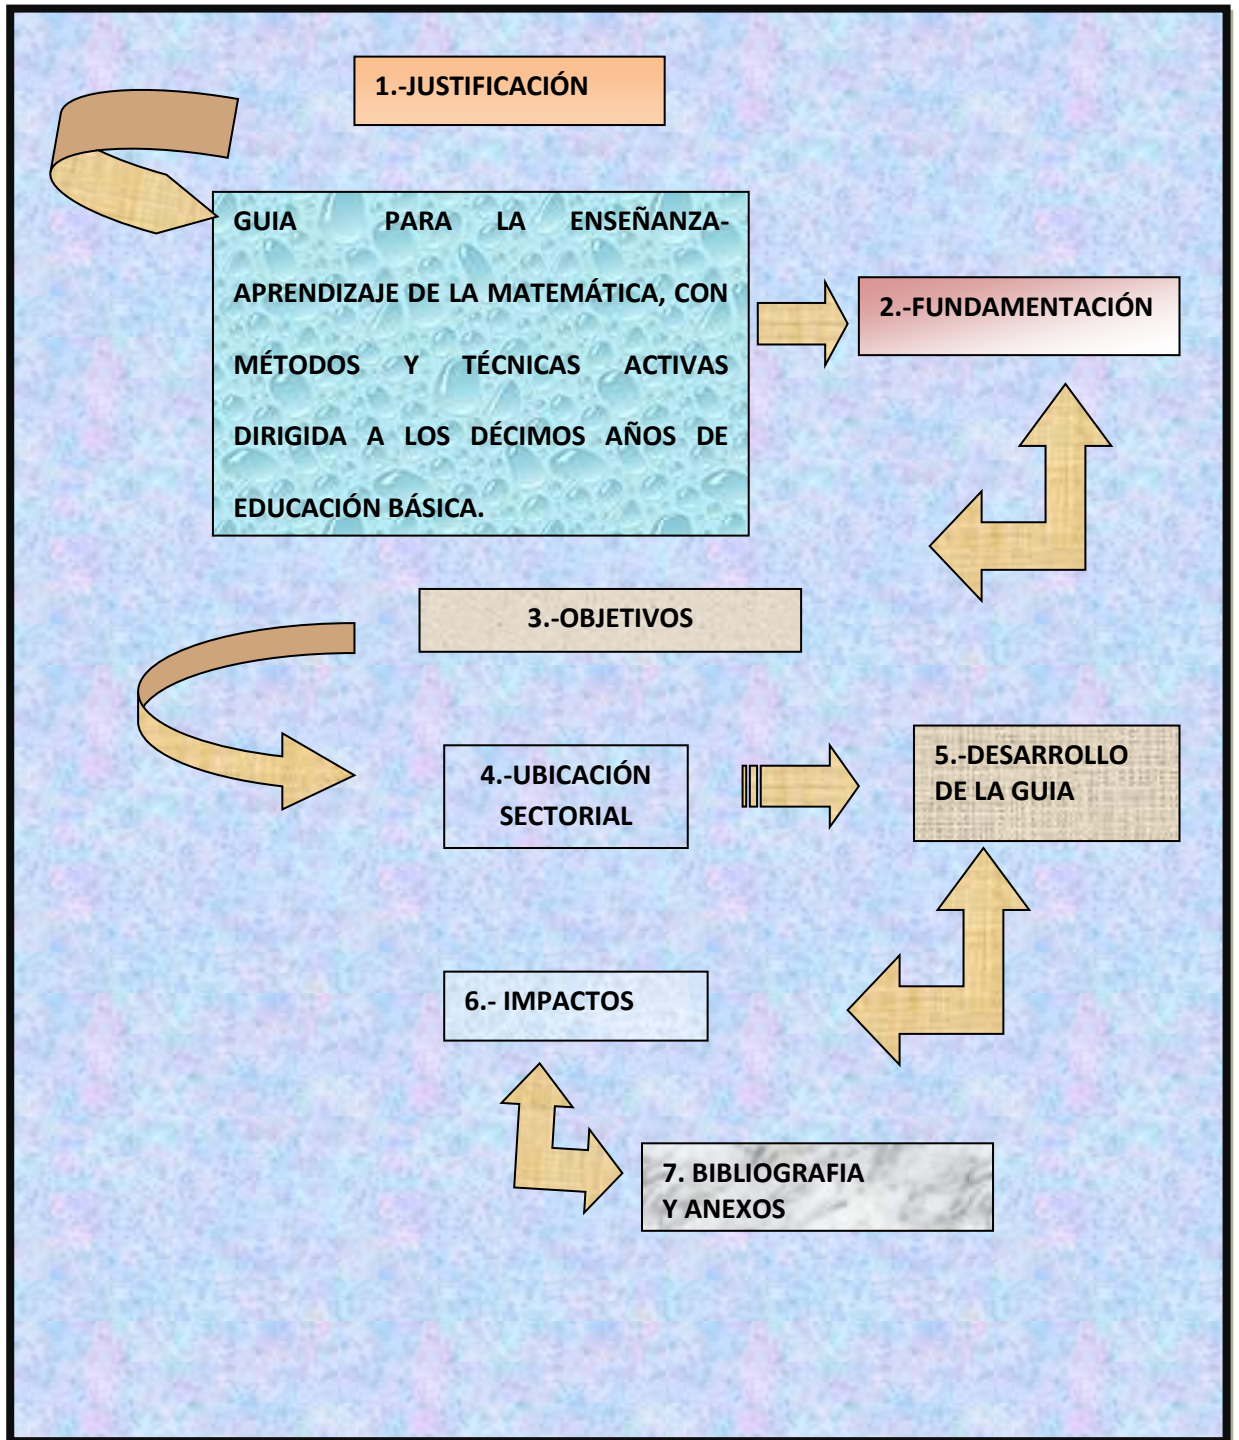 1.-JUSTIFICACIÓN
GUIA PARA LA ENSEÑANZA-
APRENDIZAJE DE LA MATEMÁTICA, CON
MÉTODOS Y TÉCNICAS ACTIVAS
DIRIGIDA A LOS DÉCIMOS AÑOS DE
EDUCACIÓN BÁSICA.
2.-FUNDAMENTACIÓN
3.-OBJETIVOS
4.-UBICACIÓN
SECTORIAL
5.-DESARROLLO
DE LA GUIA
6.- IMPACTOS
7. BIBLIOGRAFIA
Y ANEXOS